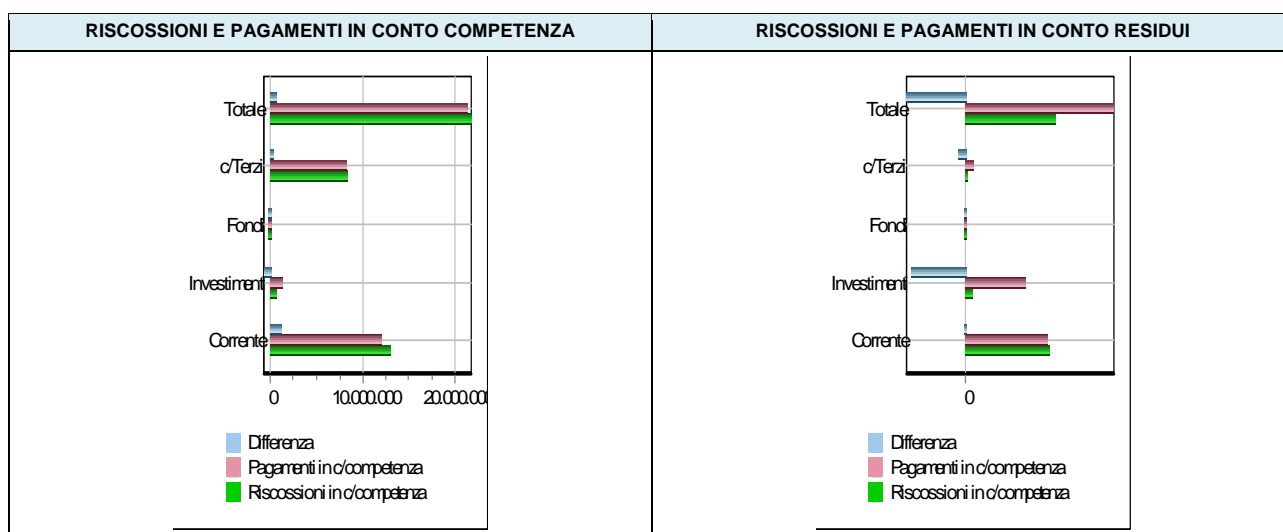 RISCOSSIONI E PAGAMENTI IN CONTO COMPETENZA
Totale
c/Terzi
Fondi
Investimenti
Corrente
0 10.000.000 20.000.000
Differenza
Pagamenti in c/competenza
Riscossioni in c/competenza
RISCOSSIONI E PAGAMENTI IN CONTO RESIDUI
Totale
c/Terzi
Fondi
Investimenti
Corrente
0
Differenza
Pagamenti in c/competenza
Riscossioni in c/competenza